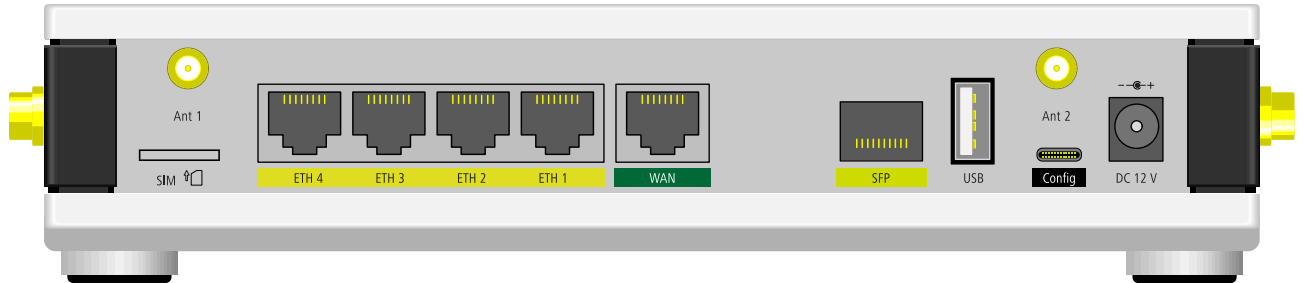 Ant 1
SIM
ETH 4
ETH 3
ETH 2
ETH 1
WAN
SFP
USB
Ant 2
Config
- +
DC 12 V